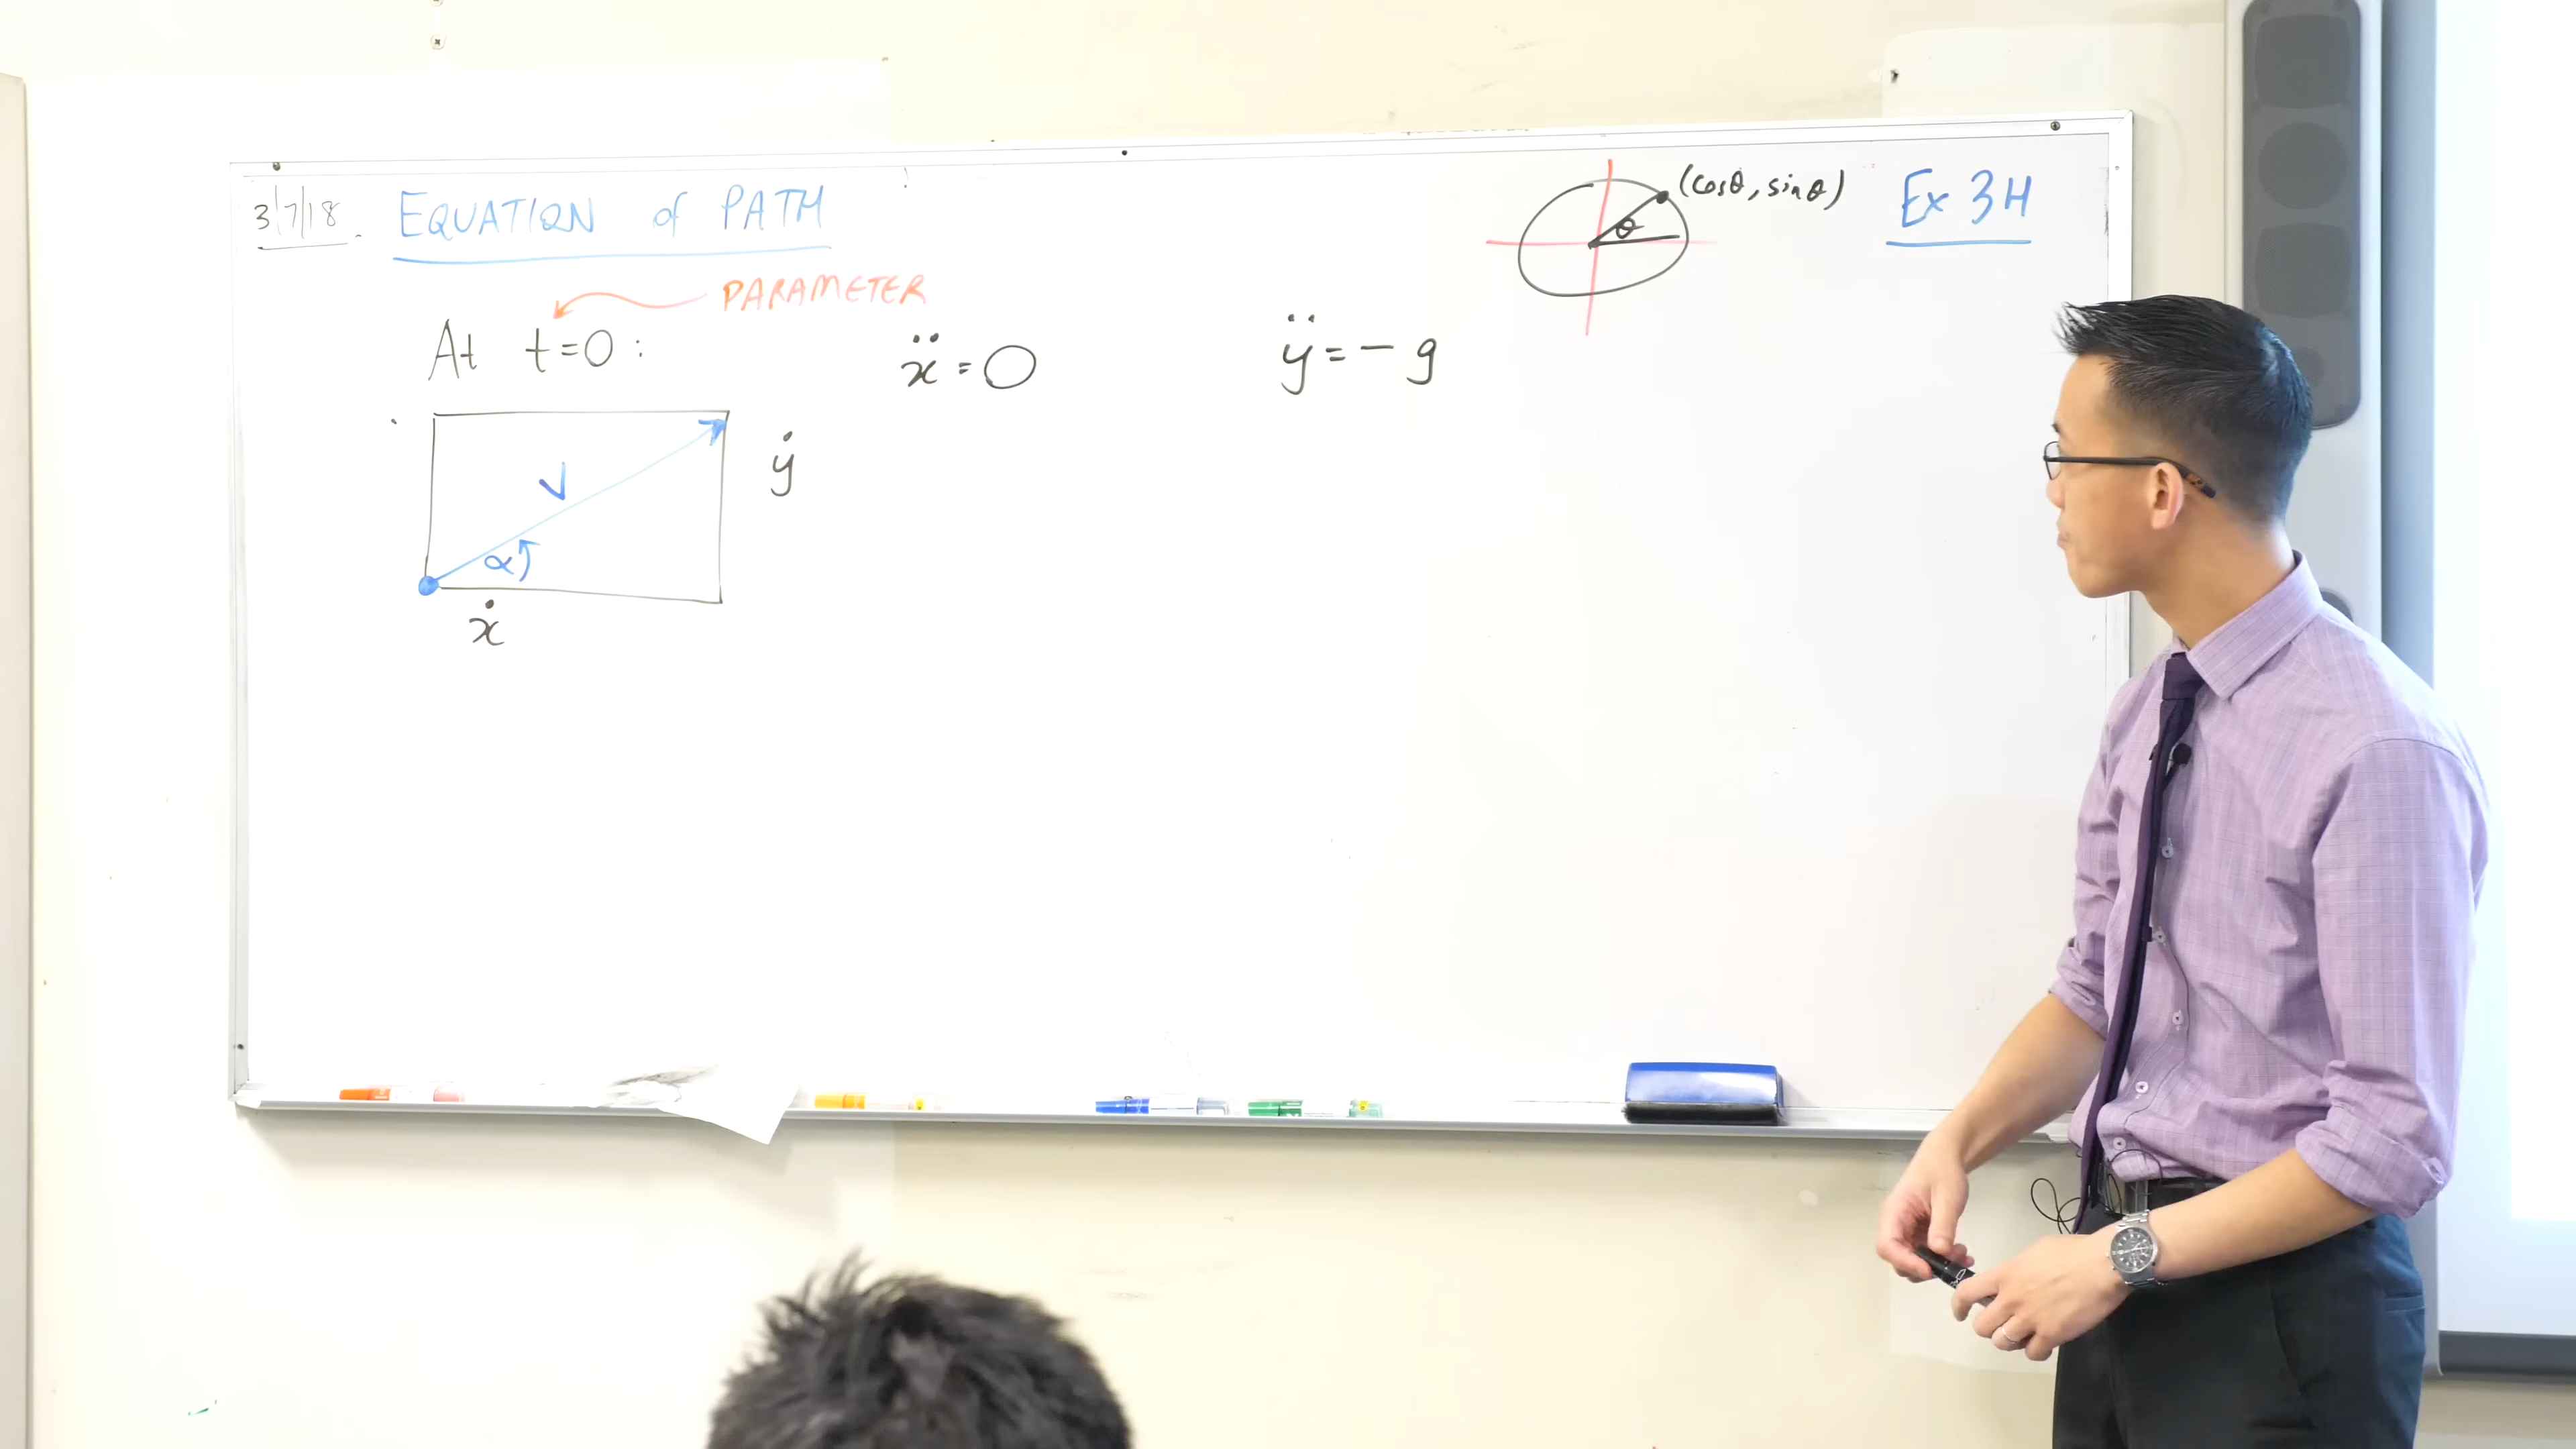 3/7/18 EQUATION of PATH
(cosθ, sinθ)
Ex 3H
PARAMETER
At t=0:
ẍ=0
ÿ=-g
V
ẏ
α
ẋ
θ